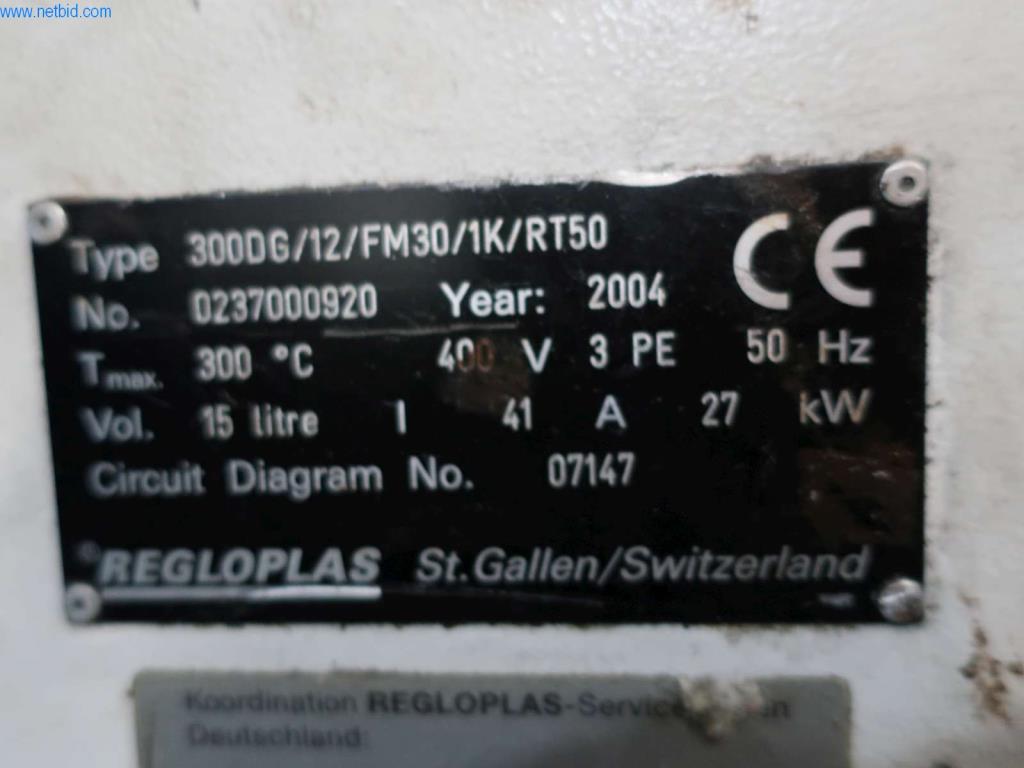 www.netbid.com
Type 300DG/12/FM30/1K/RT50 CE
No. 0237000920 Year: 2004
Tmax. 300 °C 400 V 3 PE 50 Hz
Vol. 15 litre I 41 A 27 kW
Circuit Diagram No. 07147
REGLOPLAS St.Gallen/Switzerland
Koordination REGLOPLAS-Service
Deutschland: